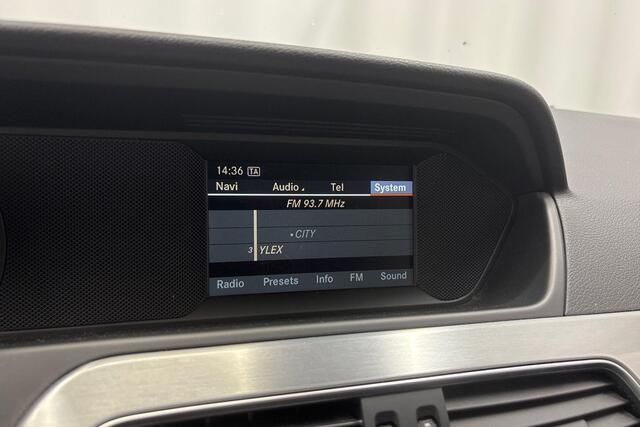 14:36 TA
Navi Audio Tel System
FM 93.7 MHz
• CITY
3 YLEX
Radio Presets Info FM Sound